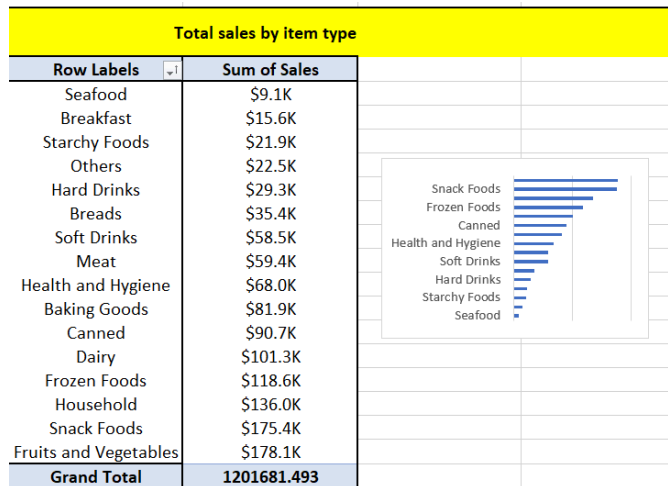 Total sales by item type
Row Labels Sum of Sales
Seafood $9.1K
Breakfast $15.6K
Starchy Foods $21.9K
Others $22.5K
Hard Drinks $29.3K
Breads $35.4K
Soft Drinks $58.5K
Meat $59.4K
Health and Hygiene $68.0K
Baking Goods $81.9K
Canned $90.7K
Dairy $101.3K
Frozen Foods $118.6K
Household $136.0K
Snack Foods $175.4K
Fruits and Vegetables $178.1K
Grand Total 1201681.493
Snack Foods
Frozen Foods
Canned
Health and Hygiene
Soft Drinks
Hard Drinks
Starchy Foods
Seafood